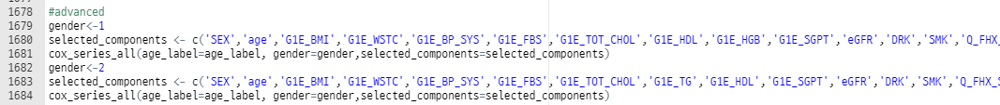 1678 #advanced
1679 gender<-1
1680 selected_components <- c('SEX','age','G1E_BMI','G1E_WSTC','G1E_BP_SYS','G1E_FBS','G1E_TOT_CHOL','G1E_HDL','G1E_HGB','G1E_SGPT','eGFR','DRK','SMK','Q_FHX_
1681 cox_series_all(age_label=age_label, gender=gender,selected_components=selected_components)
1682 gender<-2
1683 selected_components <- c('SEX','age','G1E_BMI','G1E_WSTC','G1E_BP_SYS','G1E_FBS','G1E_TOT_CHOL','G1E_TG','G1E_HDL','G1E_SGPT','eGFR','DRK','SMK','Q_FHX_
1684 cox_series_all(age_label=age_label, gender=gender,selected_components=selected_components)